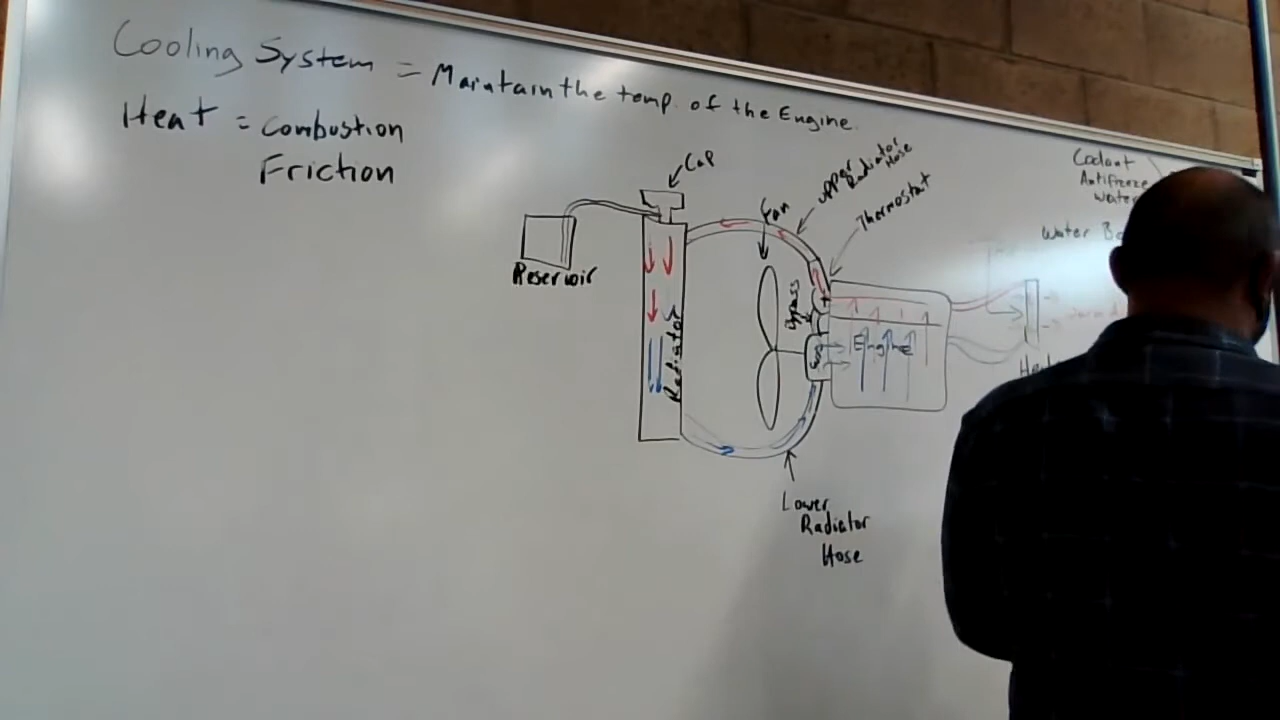 Cooling System = Maintain the temp. of the Engine.
Heat = Combustion
Friction
Cap
Fan
upper Radiator Hose
Thermostat
Coolant
Antifreeze
Water
Water
Reservoir
Radiator
Bypass
Engine
Lower
Radiator
Hose